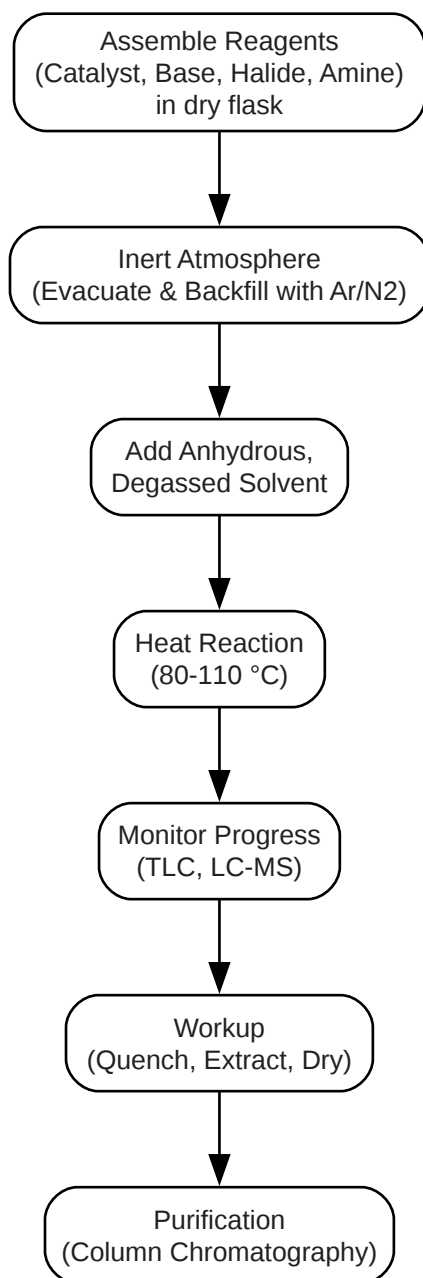 Assemble Reagents
(Catalyst, Base, Halide, Amine)
in dry flask
Inert Atmosphere
(Evacuate & Backfill with Ar/N2)
Add Anhydrous,
Degassed Solvent
Heat Reaction
(80-110 °C)
Monitor Progress
(TLC, LC-MS)
Workup
(Quench, Extract, Dry)
Purification
(Column Chromatography)